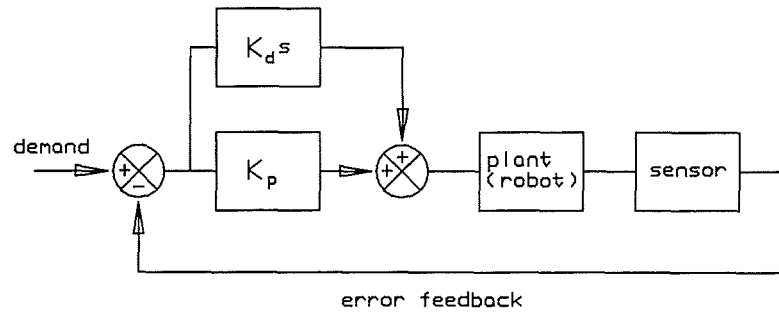 K_d s
demand
+
−
K_p
+
+
plant
(robot)
sensor
error feedback